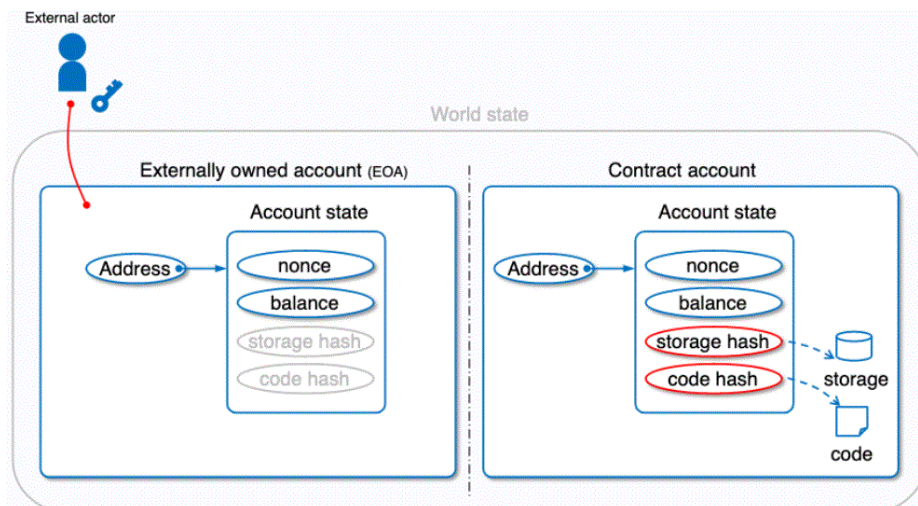 External actor
World state
Externally owned account (EOA)
Account state
Address
nonce
balance
storage hash
code hash
Contract account
Account state
Address
nonce
balance
storage hash
code hash
storage
code